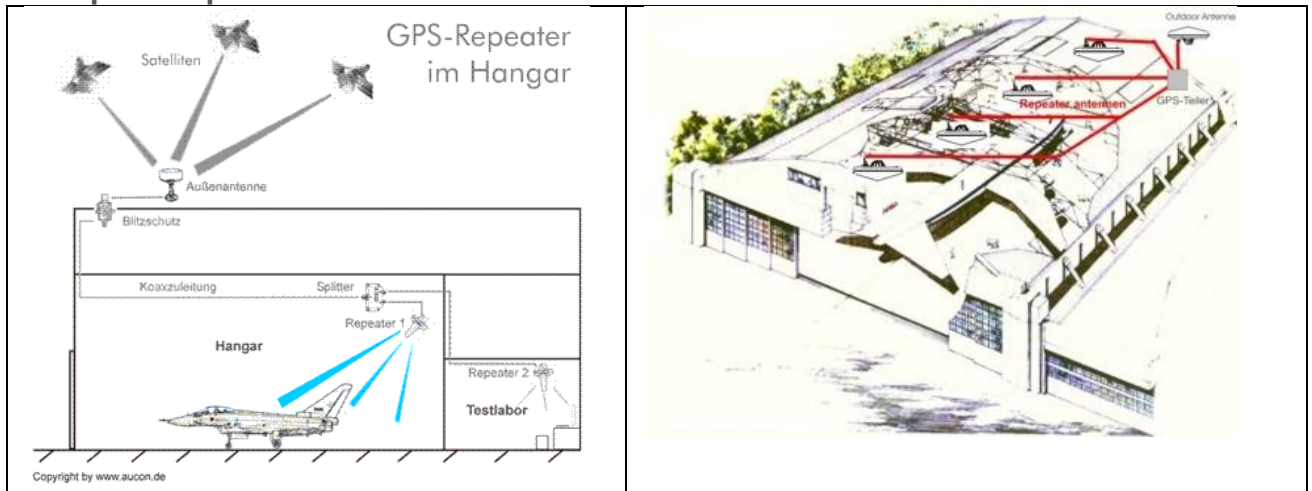 GPS-Repeater
im Hangar
Satelliten
Außenantenne
Blitzschutz
Koaxzuleitung
Splitter
Repeater 1
Hangar
Repeater 2
Testlabor
Copyright by www.aucon.de
Outdoor Antenne
Repeater antennen
GPS-Teiler